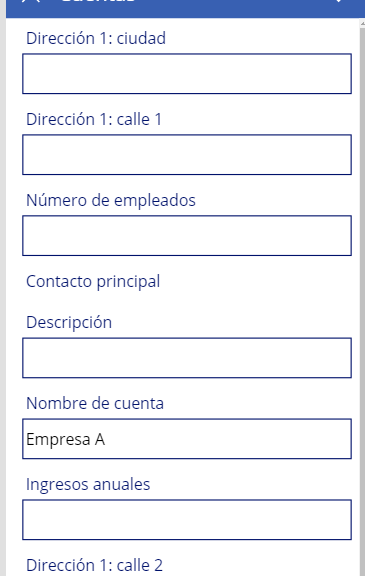 Dirección 1: ciudad
Dirección 1: calle 1
Número de empleados
Contacto principal
Descripción
Nombre de cuenta
Empresa A
Ingresos anuales
Dirección 1: calle 2